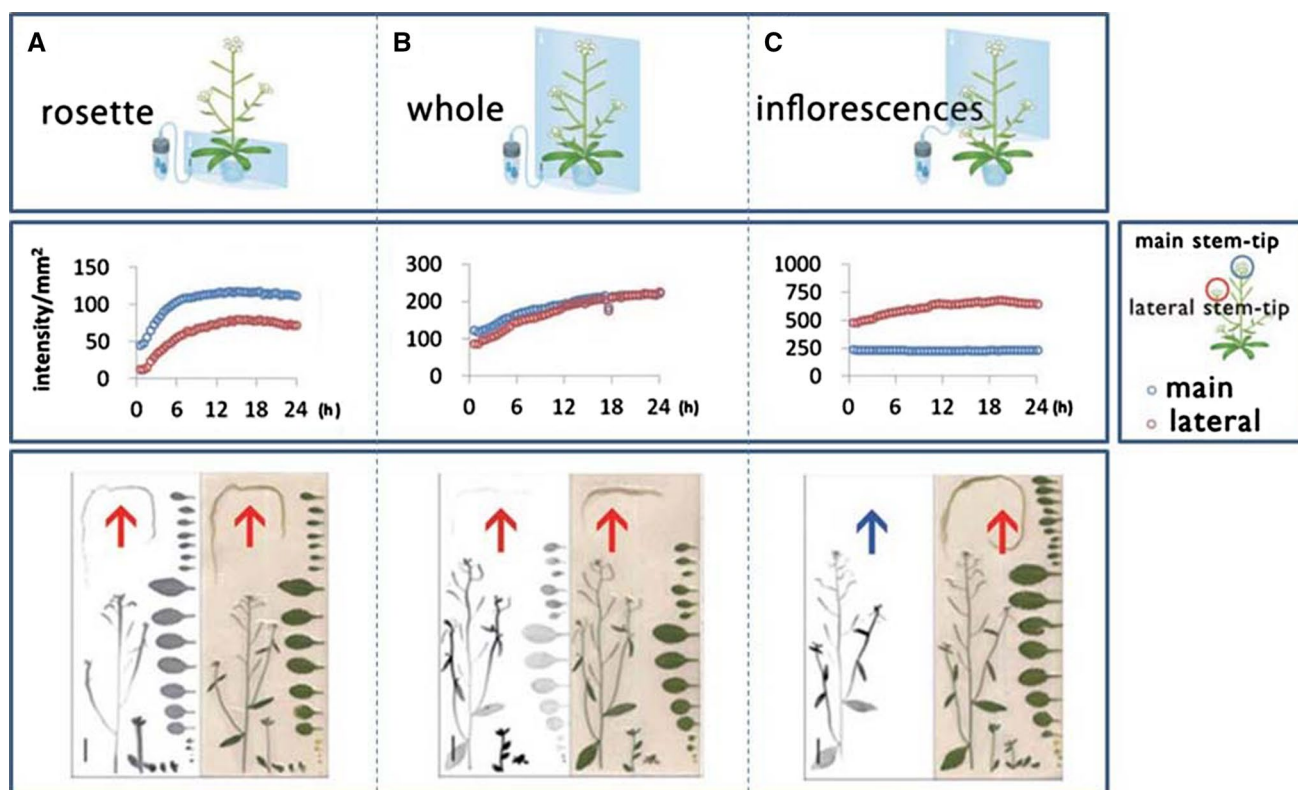 A
B
C
rosette
whole
inflorescences
intensity/mm²
150
100
50
0
0 6 12 18 24 (h)
300
200
100
0
0 6 12 18 24 (h)
1000
750
500
250
0
0 6 12 18 24 (h)
main stem-tip
lateral stem-tip
main
lateral